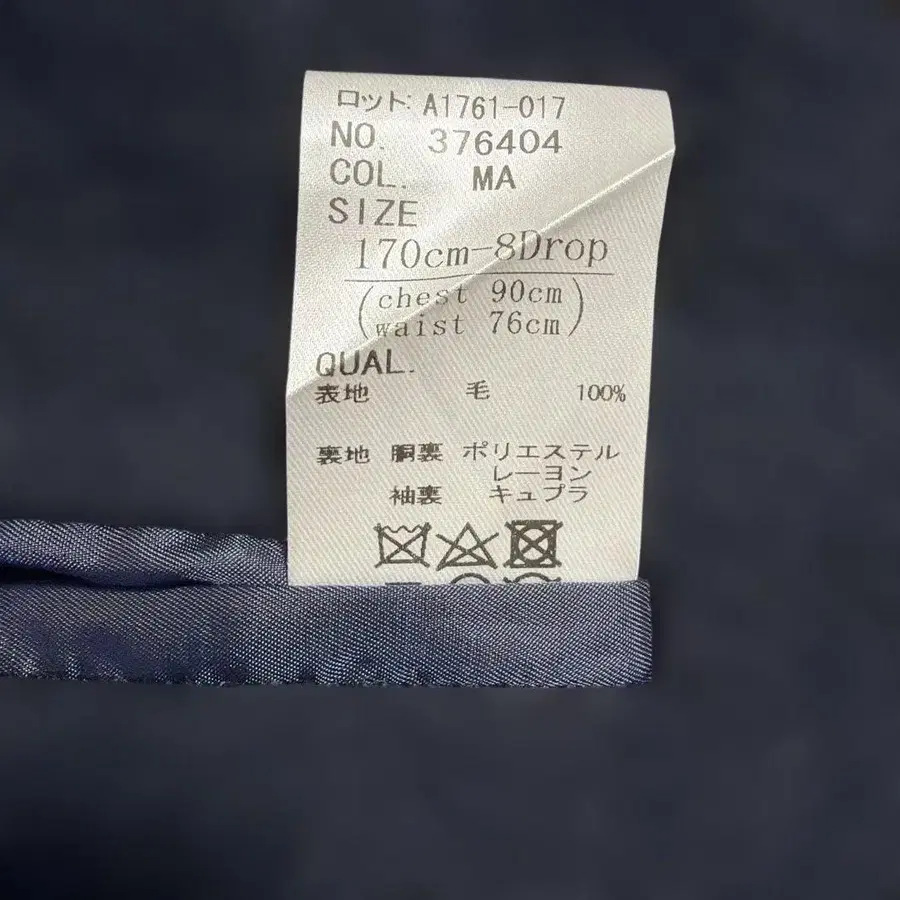 ロット: A1761-017
NO. 376404
COL. MA
SIZE
170cm-8Drop
(chest 90cm
waist 76cm)
QUAL.
表地 毛 100%
裏地 胴裏 ポリエステル
レーヨン
袖裏 キュプラ